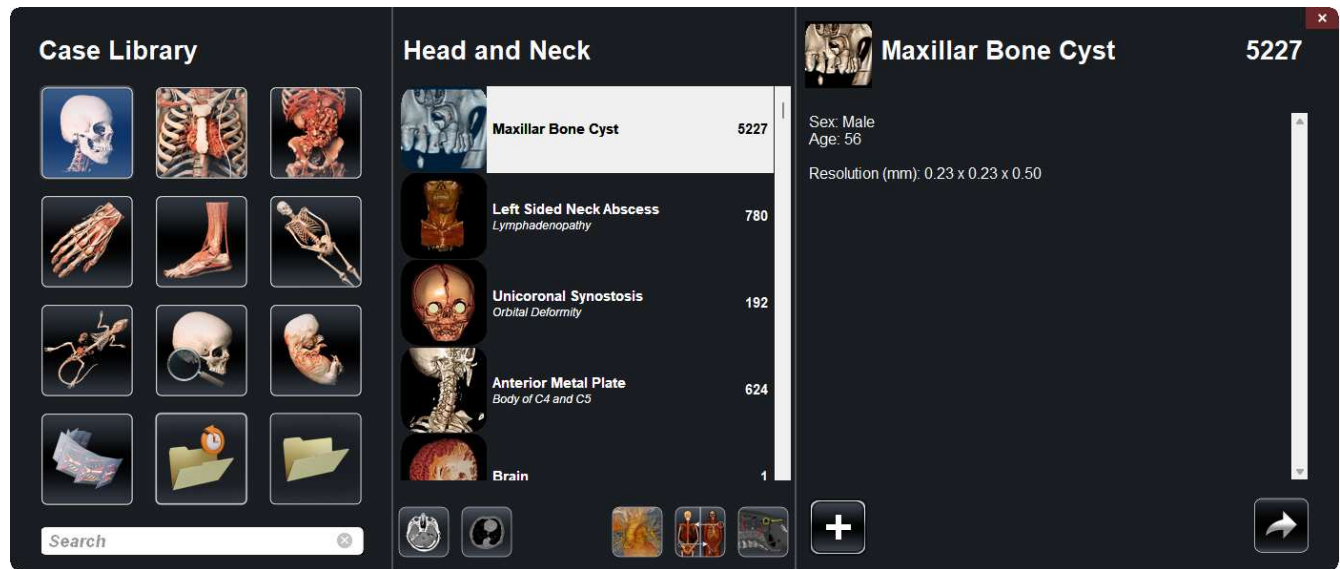 Case Library
Search
Head and Neck
Maxillar Bone Cyst 5227
Left Sided Neck Abscess 780
Lymphadenopathy
Unicoronal Synostosis 192
Orbital Deformity
Anterior Metal Plate 624
Body of C4 and C5
Brain 1
Maxillar Bone Cyst 5227
Sex: Male
Age: 56
Resolution (mm): 0.23 x 0.23 x 0.50